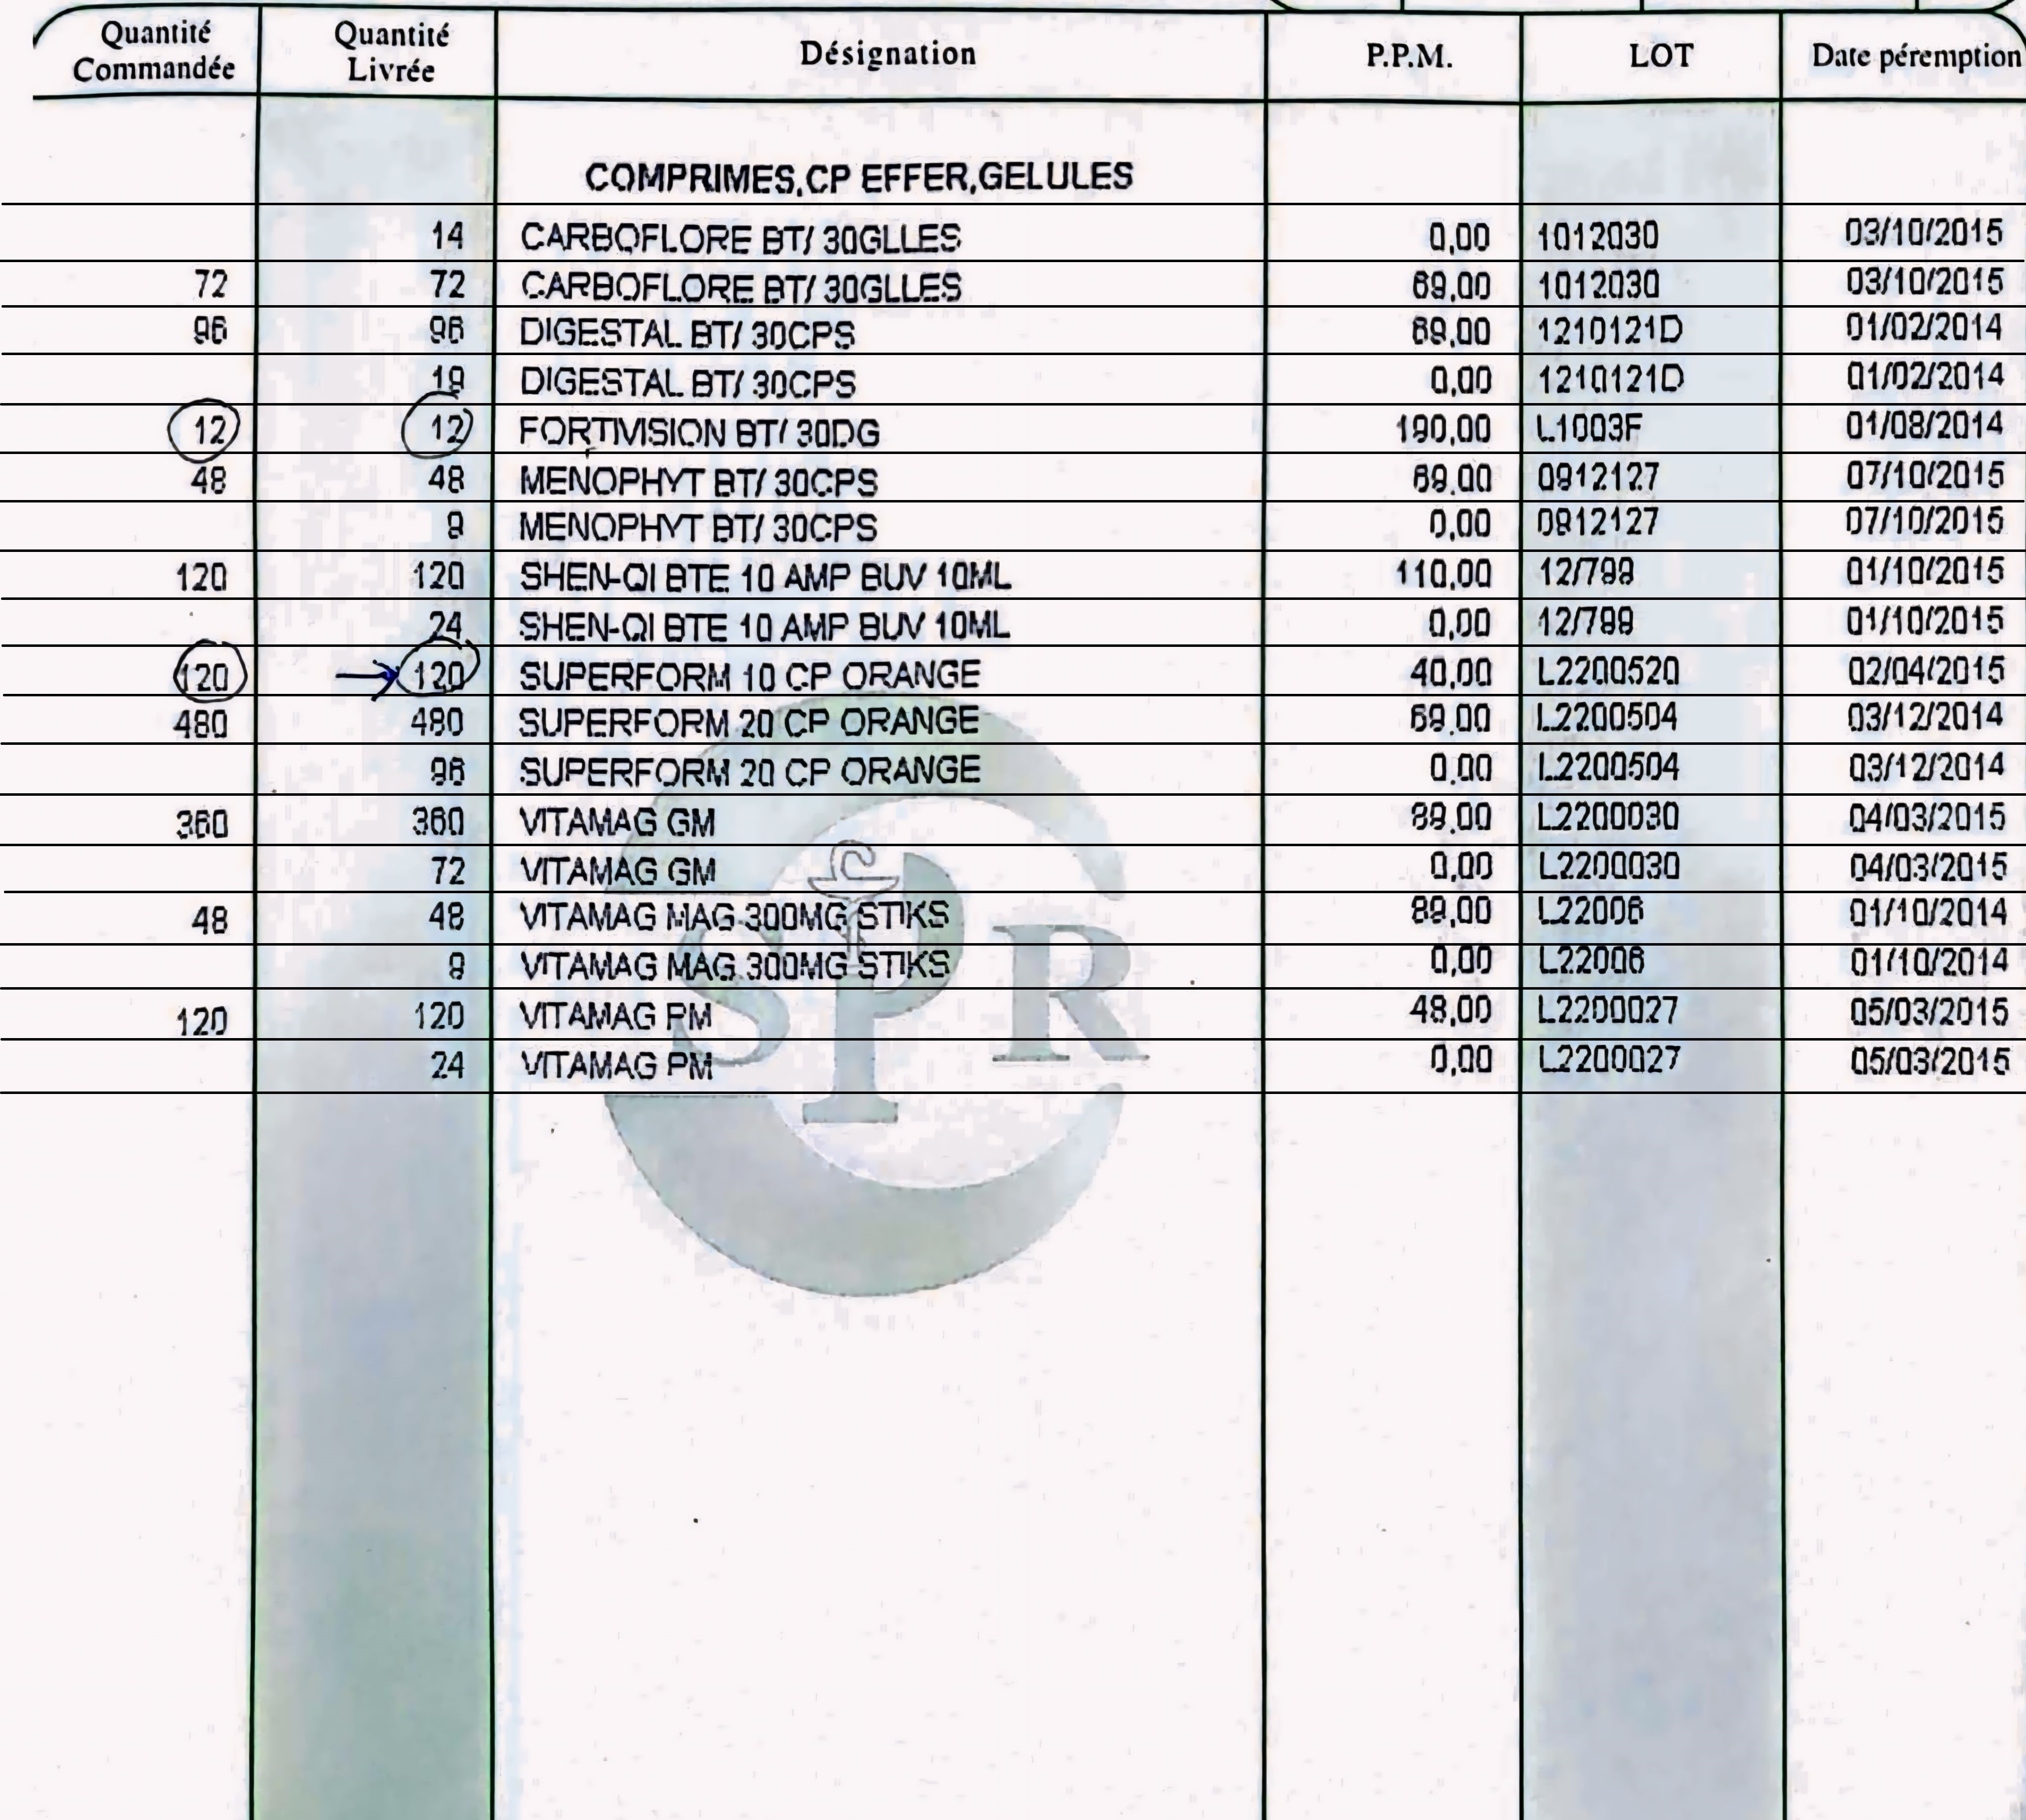 Quantité Commandée Quantité Livrée Désignation P.P.M. LOT Date péremption
COMPRIMES,CP EFFER,GELULES
14 CARBOFLORE BT/ 30GLLES 0,00 1012030 03/10/2015
72 72 CARBOFLORE BT/ 30GLLES 69,00 1012030 03/10/2015
96 96 DIGESTAL BT/ 30CPS 69,00 1210121D 01/02/2014
19 DIGESTAL BT/ 30CPS 0,00 1210121D 01/02/2014
12 12 FORTIVISION BT/ 30DG 190,00 L1003F 01/08/2014
48 48 MENOPHYT BT/ 30CPS 69,00 0912127 07/10/2015
9 MENOPHYT BT/ 30CPS 0,00 0912127 07/10/2015
120 120 SHEN-QI BTE 10 AMP BUV 10ML 110,00 12/799 01/10/2015
24 SHEN-QI BTE 10 AMP BUV 10ML 0,00 12/799 01/10/2015
120 120 SUPERFORM 10 CP ORANGE 40,00 L2200520 02/04/2015
480 480 SUPERFORM 20 CP ORANGE 69,00 L2200504 03/12/2014
96 SUPERFORM 20 CP ORANGE 0,00 L2200504 03/12/2014
360 360 VITAMAG GM 89,00 L2200030 04/03/2015
72 VITAMAG GM 0,00 L2200030 04/03/2015
48 48 VITAMAG MAG 300MG STIKS 89,00 L22006 01/10/2014
9 VITAMAG MAG 300MG STIKS 0,00 L22006 01/10/2014
120 120 VITAMAG PM 48,00 L2200027 05/03/2015
24 VITAMAG PM 0,00 L2200027 05/03/2015
SPR